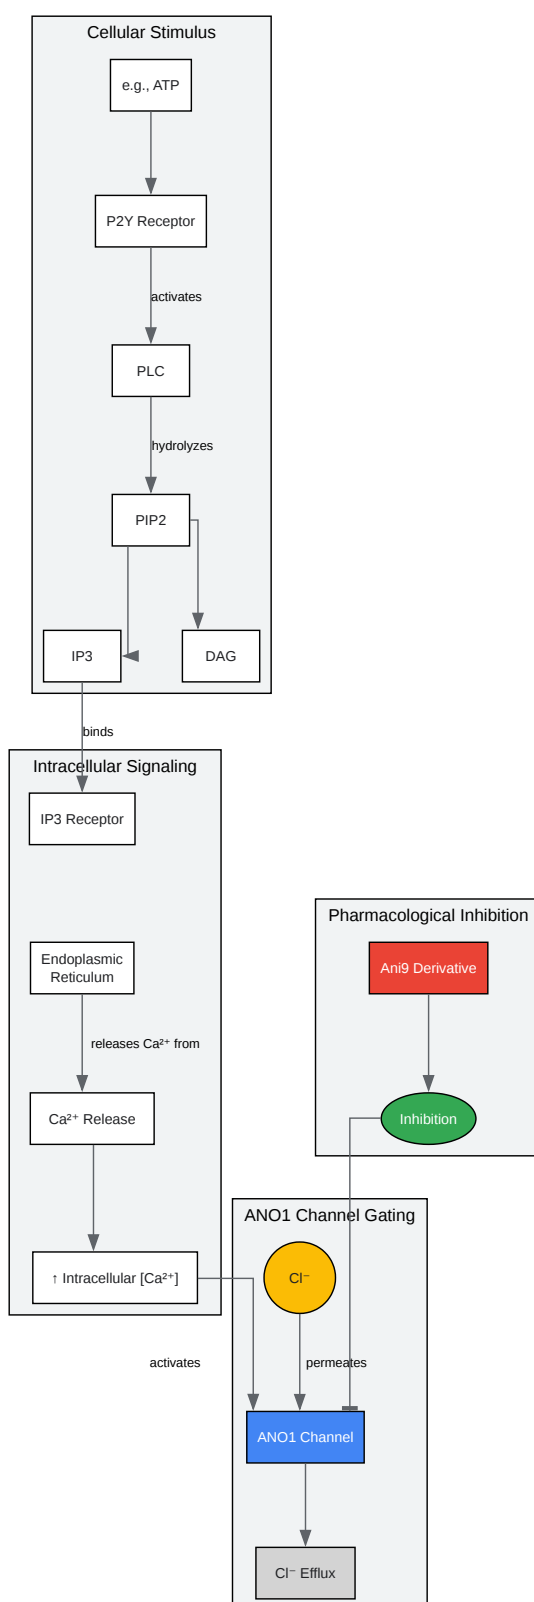 Cellular Stimulus
e.g., ATP
P2Y Receptor
activates
PLC
hydrolyzes
PIP2
IP3
DAG
binds
Intracellular Signaling
IP3 Receptor
Endoplasmic
Reticulum
releases Ca²⁺ from
Ca²⁺ Release
↑ Intracellular [Ca²⁺]
Pharmacological Inhibition
Ani9 Derivative
Inhibition
ANO1 Channel Gating
Cl⁻
activates
permeates
ANO1 Channel
Cl⁻ Efflux